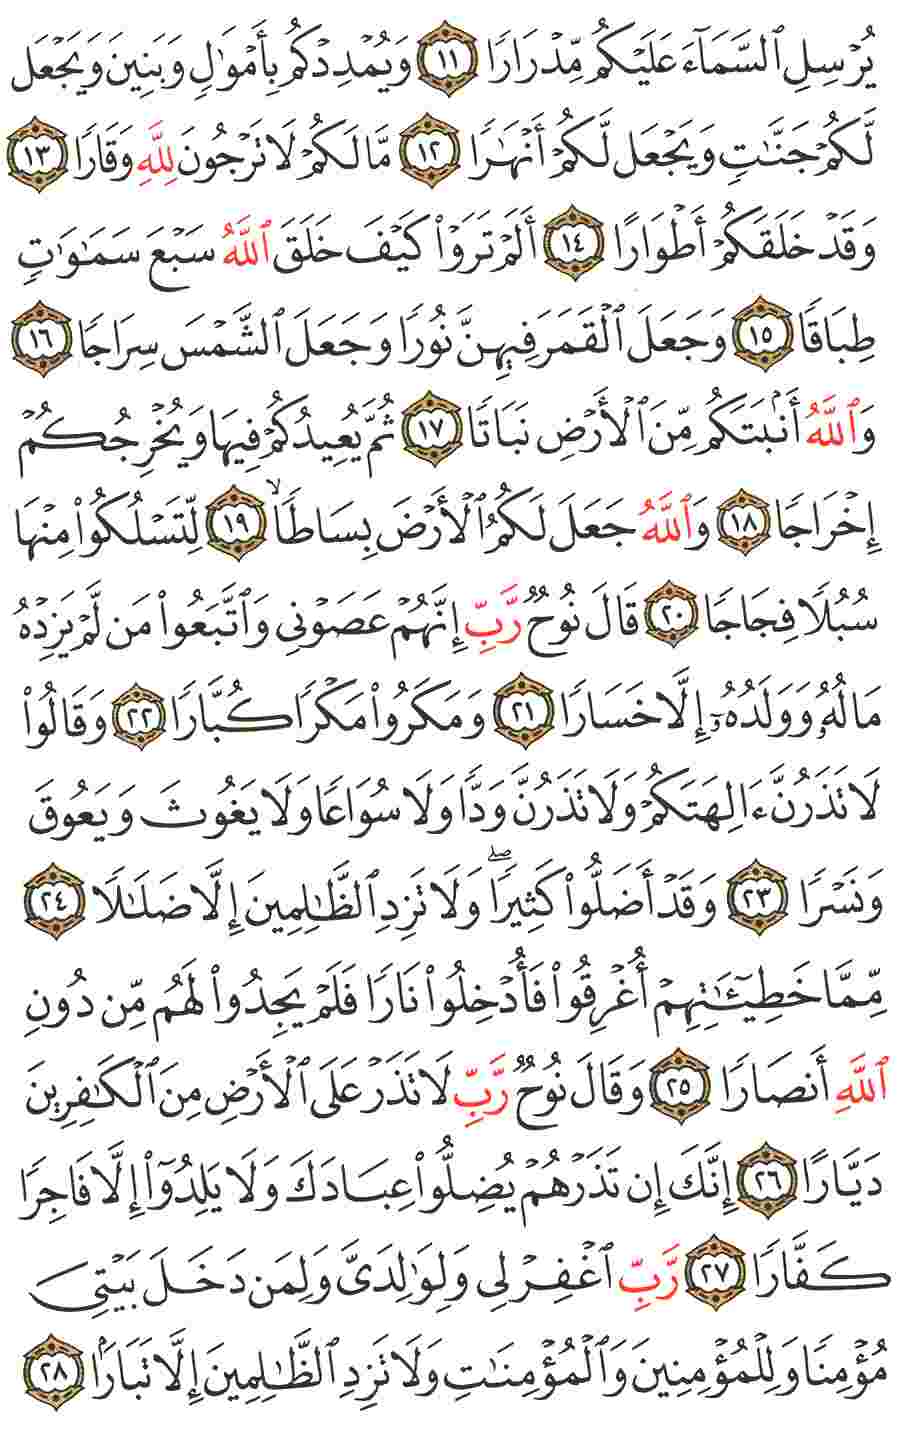 يُرۡسِلِ ٱلسَّمَآءَ عَلَيۡكُم مِّدۡرَارٗا ١١ وَيُمۡدِدۡكُم بِأَمۡوَٰلٖ وَبَنِينَ وَيَجۡعَل
لَّكُمۡ جَنَّٰتٖ وَيَجۡعَل لَّكُمۡ أَنۡهَٰرٗا ١٢ مَّا لَكُمۡ لَا تَرۡجُونَ لِلَّهِ وَقَارٗا ١٣
وَقَدۡ خَلَقَكُمۡ أَطۡوَارًا ١٤ أَلَمۡ تَرَوۡاْ كَيۡفَ خَلَقَ ٱللَّهُ سَبۡعَ سَمَٰوَٰتٖ
طِبَاقٗا ١٥ وَجَعَلَ ٱلۡقَمَرَ فِيهِنَّ نُورٗا وَجَعَلَ ٱلشَّمۡسَ سِرَاجٗا ١٦
وَٱللَّهُ أَنۢبَتَكُم مِّنَ ٱلۡأَرۡضِ نَبَاتٗا ١٧ ثُمَّ يُعِيدُكُمۡ فِيهَا وَيُخۡرِجُكُمۡ
إِخۡرَاجٗا ١٨ وَٱللَّهُ جَعَلَ لَكُمُ ٱلۡأَرۡضَ بِسَاطٗا ١٩ لِّتَسۡلُكُواْ مِنۡهَا
سُبُلٗا فِجَاجٗا ٢٠ قَالَ نُوحٞ رَّبِّ إِنَّهُمۡ عَصَوۡنِي وَٱتَّبَعُواْ مَن لَّمۡ يَزِدۡهُ
مَالُهُۥ وَوَلَدُهُۥٓ إِلَّا خَسَارٗا ٢١ وَمَكَرُواْ مَكۡرٗا كُبَّارٗا ٢٢ وَقَالُواْ
لَا تَذَرُنَّ ءَالِهَتَكُمۡ وَلَا تَذَرُنَّ وَدّٗا وَلَا سُوَاعٗا وَلَا يَغُوثَ وَيَعُوقَ
وَنَسۡرٗا ٢٣ وَقَدۡ أَضَلُّواْ كَثِيرٗاۖ وَلَا تَزِدِ ٱلظَّٰلِمِينَ إِلَّا ضَلَٰلٗا ٢٤
مِّمَّا خَطِيٓـَٰٔتِهِمۡ أُغۡرِقُواْ فَأُدۡخِلُواْ نَارٗا فَلَمۡ يَجِدُواْ لَهُم مِّن دُونِ
ٱللَّهِ أَنصَارٗا ٢٥ وَقَالَ نُوحٞ رَّبِّ لَا تَذَرۡ عَلَى ٱلۡأَرۡضِ مِنَ ٱلۡكَٰفِرِينَ
دَيَّارًا ٢٦ إِنَّكَ إِن تَذَرۡهُمۡ يُضِلُّواْ عِبَادَكَ وَلَا يَلِدُوٓاْ إِلَّا فَاجِرٗا
كَفَّارٗا ٢٧ رَّبِّ ٱغۡفِرۡ لِي وَلِوَٰلِدَيَّ وَلِمَن دَخَلَ بَيۡتِيَ
مُؤۡمِنٗا وَلِلۡمُؤۡمِنِينَ وَٱلۡمُؤۡمِنَٰتِۖ وَلَا تَزِدِ ٱلظَّٰلِمِينَ إِلَّا تَبَارَۢا ٢٨